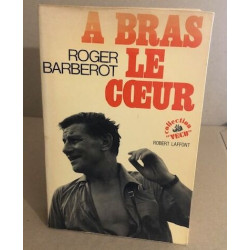 A BRAS
ROGER LE
BARBEROT
CŒUR
collection
"VÉCU"
ROBERT LAFFONT